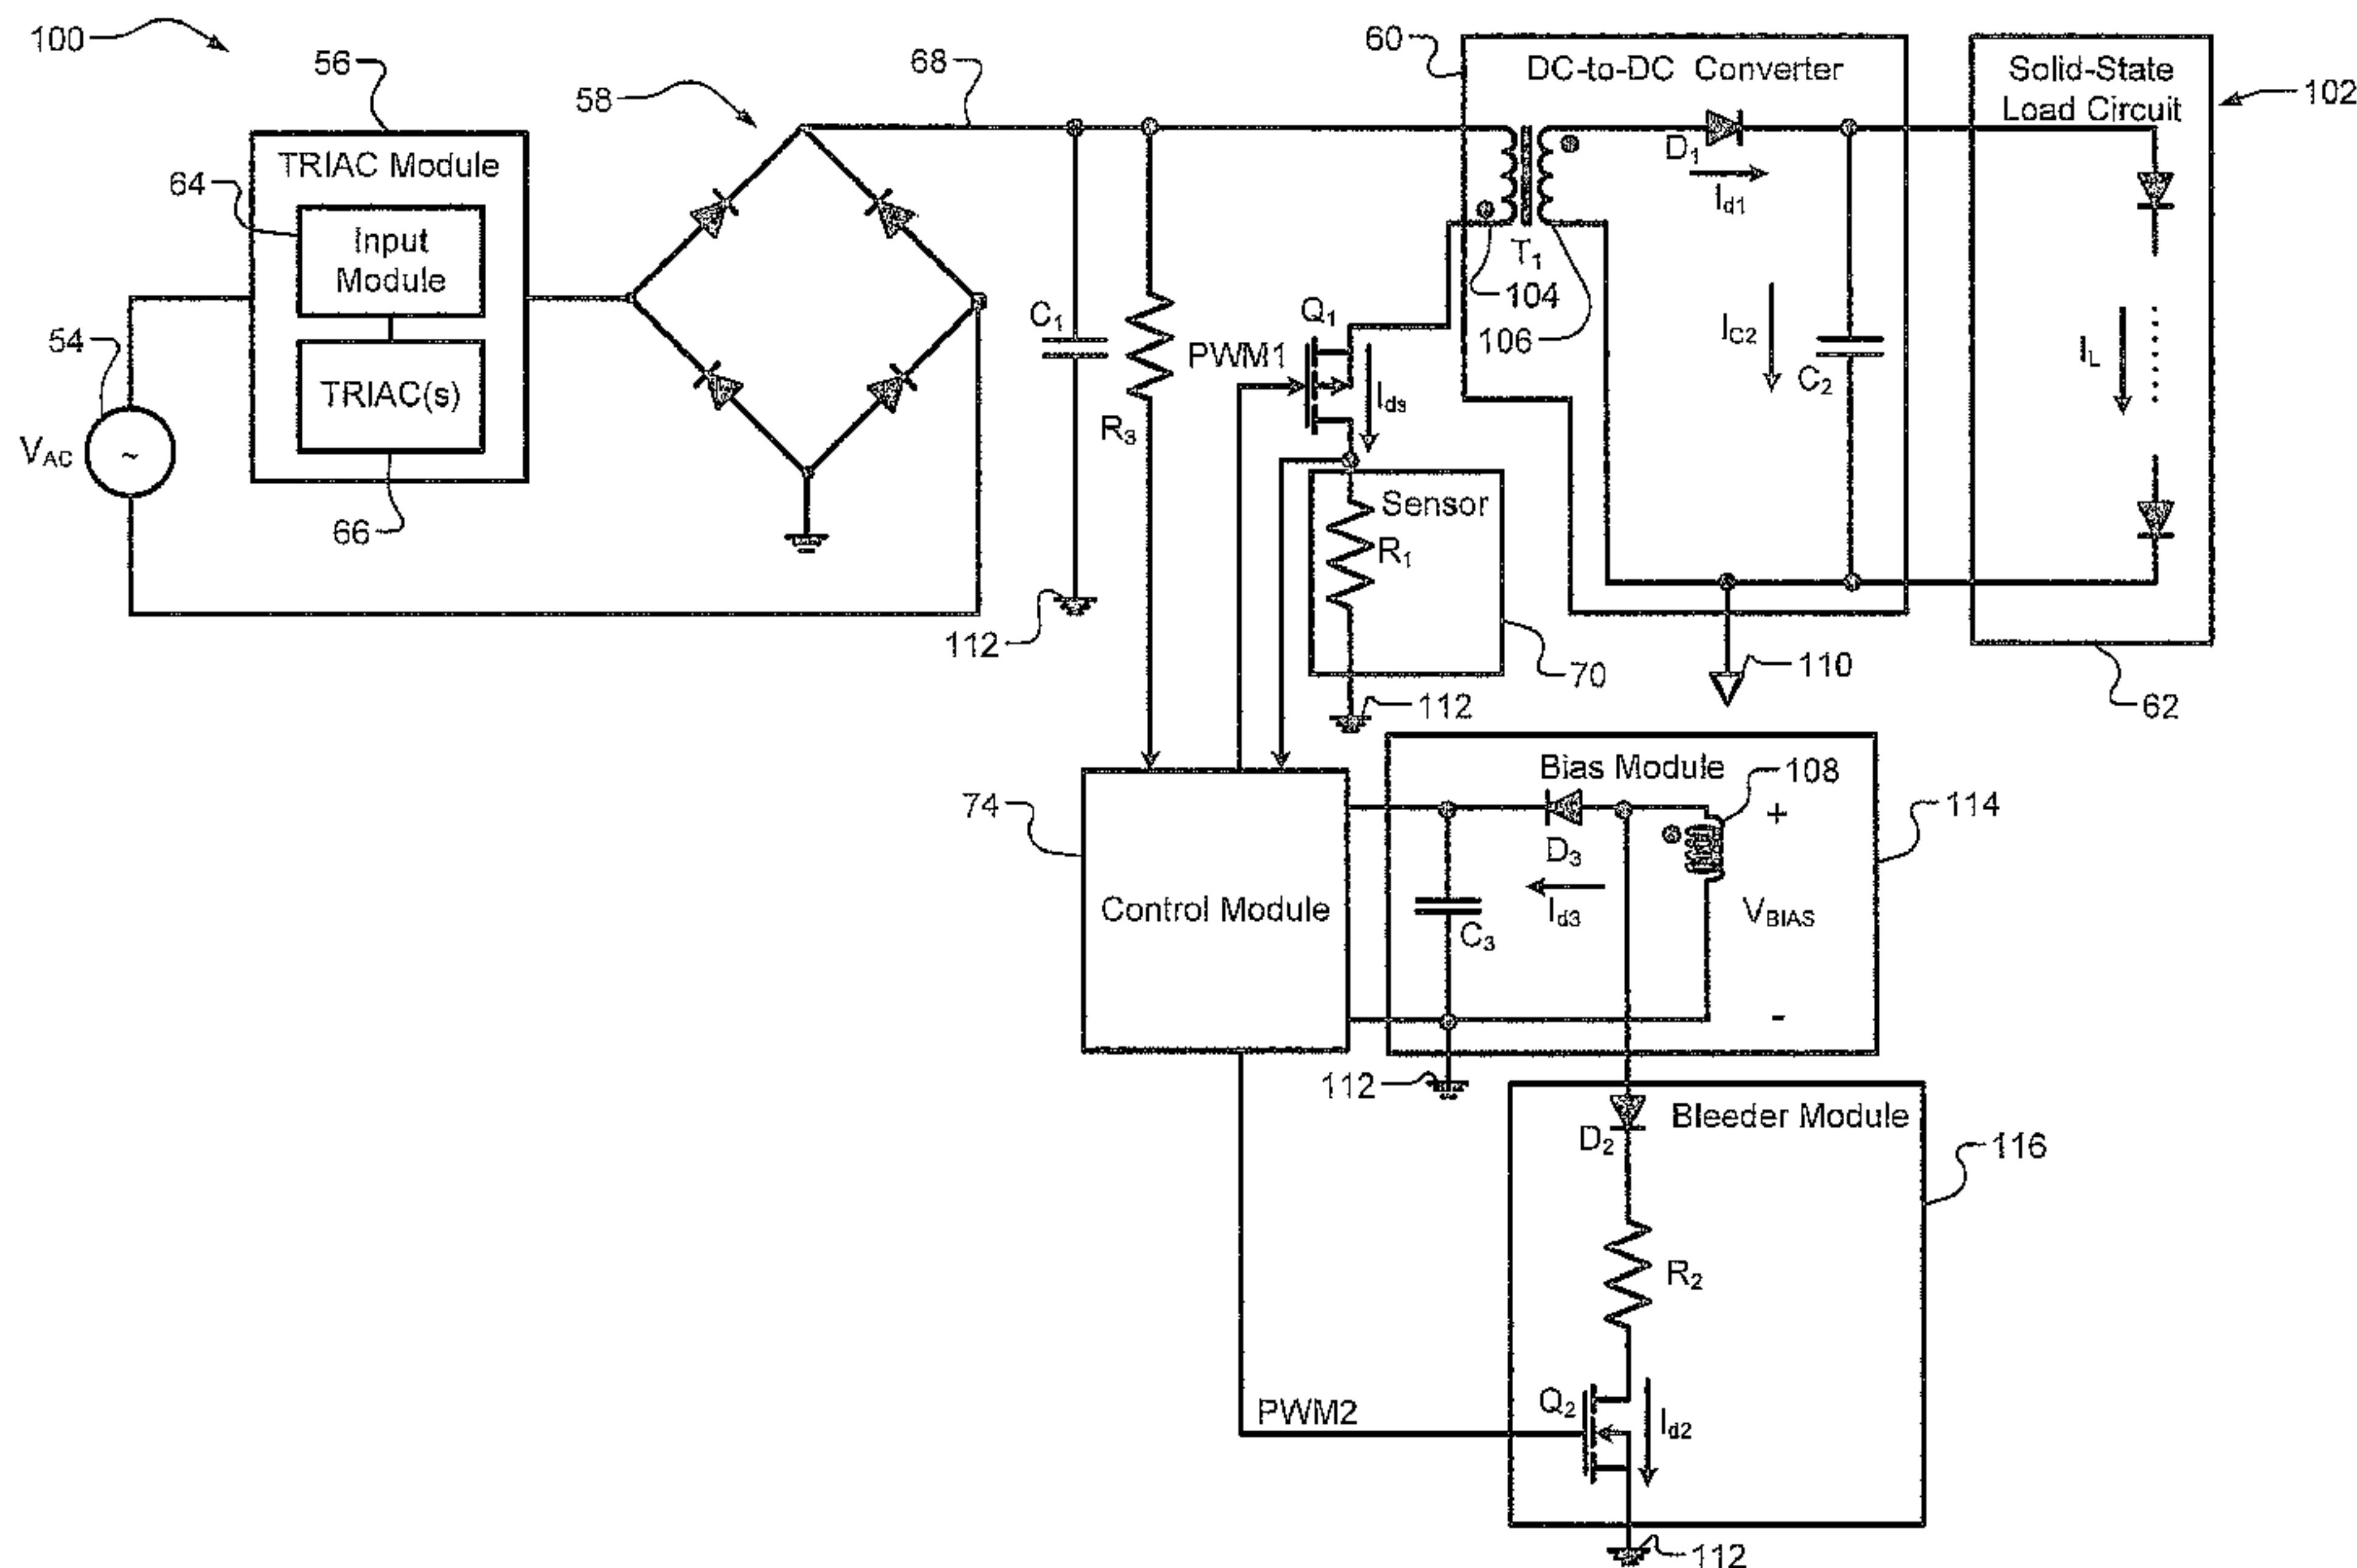 100
56
TRIAC Module
64
Input
Module
TRIAC(s)
66
54
VAC
~
58
68
C1
112
R3
PWM1
Q1
Ids
Sensor
R1
70
112
60
DC-to-DC Converter
T1
104
106
D1
Id1
IC2
C2
110
Solid-State
Load Circuit
102
IL
62
74
Control Module
Bias Module
108
114
D3
Id3
C3
+
VBIAS
-
112
Bleeder Module
116
D2
R2
PWM2
Q2
Id2
112